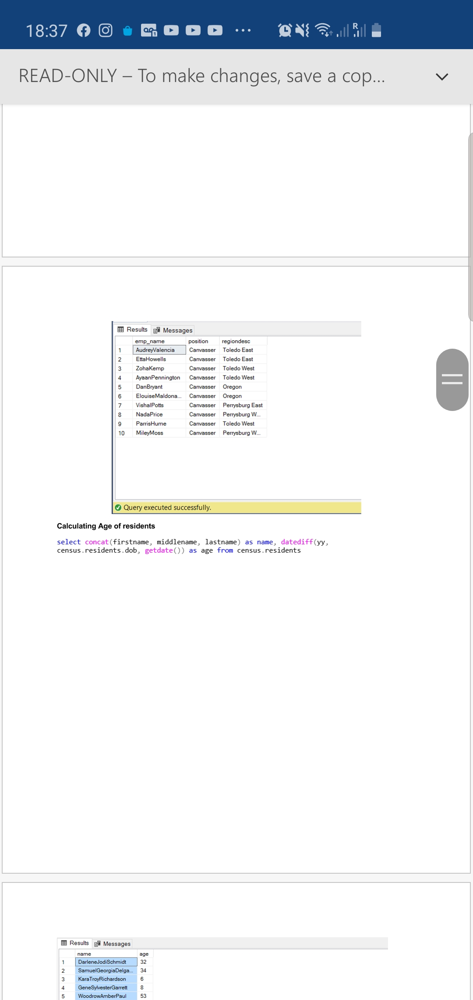 18:37
R
READ-ONLY – To make changes, save a cop...
Results Messages
emp_name position regiondesc
1 AudreyValencia Canvasser Toledo East
2 EttaHowells Canvasser Toledo East
3 ZohaKemp Canvasser Toledo West
4 AyaanPennington Canvasser Toledo West
5 DanBryant Canvasser Oregon
6 ElouiseMaldona... Canvasser Oregon
7 VishalPotts Canvasser Perrysburg East
8 NadaPrice Canvasser Perrysburg W...
9 ParrisHume Canvasser Toledo West
10 MileyMoss Canvasser Perrysburg W...
Query executed successfully.
Calculating Age of residents
select concat(firstname, middlename, lastname) as name, datediff(yy,
census.residents.dob, getdate()) as age from census.residents
Results Messages
name age
1 DarleneJodiSchmidt 32
2 SamuelGeorgiaDelga... 34
3 KaraTroyRichardson 6
4 GeneSylvesterGarrett 8
5 WoodrowAmberPaul 53